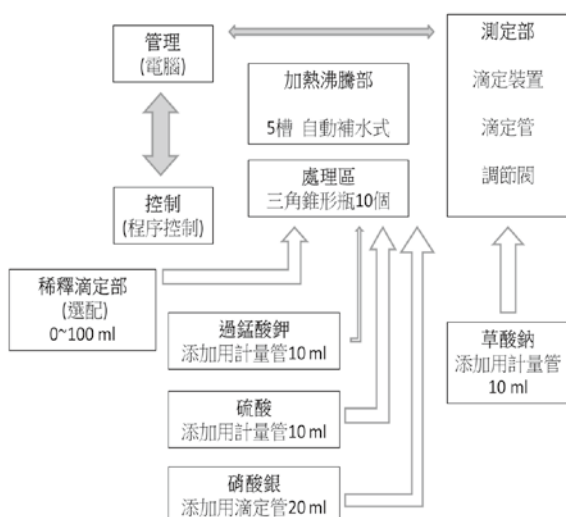 管理
(電腦)
測定部
滴定裝置
滴定管
調節閥
加熱沸騰部
5槽 自動補水式
處理區
三角錐形瓶10個
控制
(程序控制)
稀釋滴定部
(選配)
0~100 ml
過錳酸鉀
添加用計量管10 ml
硫酸
添加用計量管10 ml
硝酸銀
添加用滴定管20 ml
草酸鈉
添加用計量管
10 ml